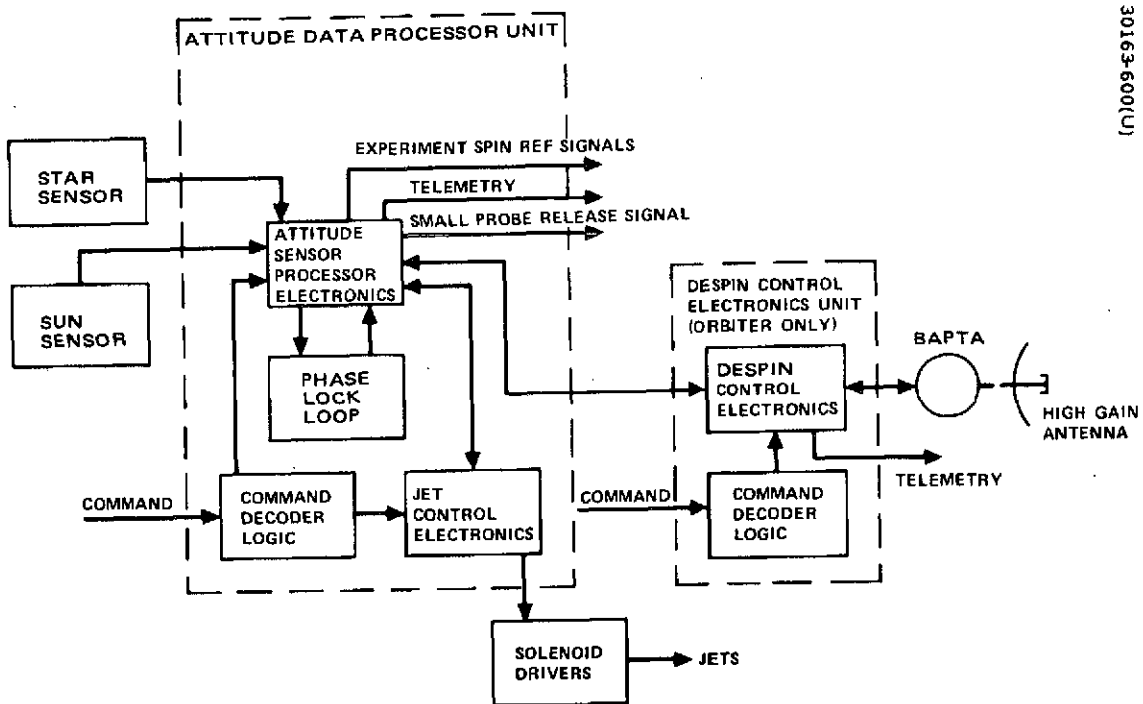 30163-600(U)
ATTITUDE DATA PROCESSOR UNIT
STAR
SENSOR
SUN
SENSOR
EXPERIMENT SPIN REF SIGNALS
TELEMETRY
SMALL PROBE RELEASE SIGNAL
ATTITUDE
SENSOR
PROCESSOR
ELECTRONICS
PHASE
LOCK
LOOP
COMMAND
COMMAND
DECODER
LOGIC
JET
CONTROL
ELECTRONICS
SOLENOID
DRIVERS
JETS
DESPIN CONTROL
ELECTRONICS UNIT
(ORBITER ONLY)
DESPIN
CONTROL
ELECTRONICS
BAPTA
HIGH GAIN
ANTENNA
TELEMETRY
COMMAND
COMMAND
DECODER
LOGIC